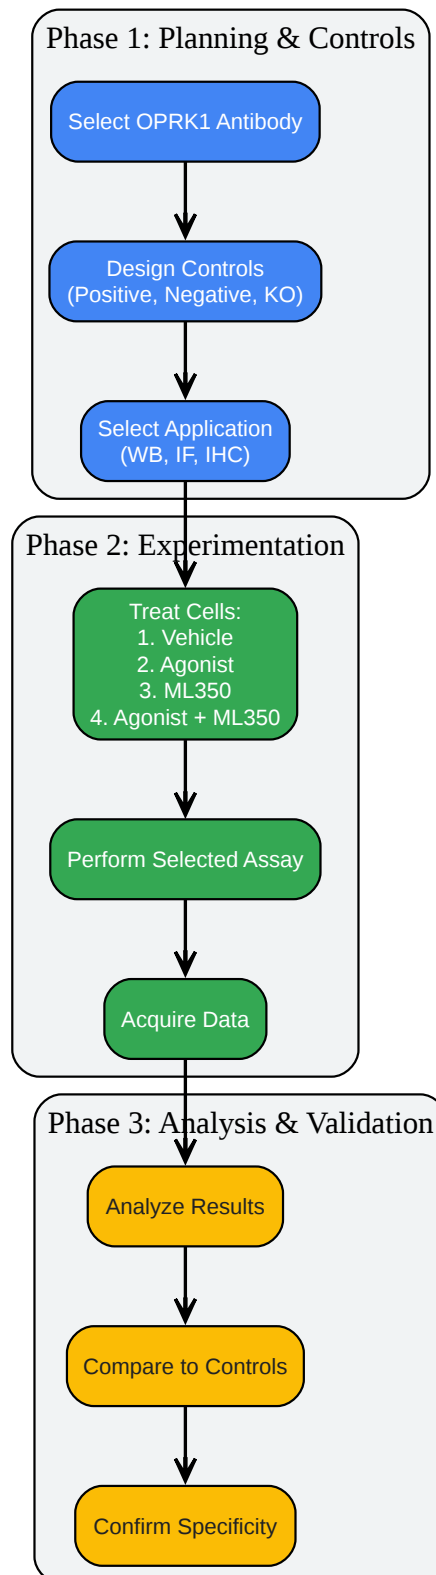 Phase 1: Planning & Controls
Select OPRK1 Antibody
Design Controls
(Positive, Negative, KO)
Select Application
(WB, IF, IHC)
Phase 2: Experimentation
Treat Cells:
1. Vehicle
2. Agonist
3. ML350
4. Agonist + ML350
Perform Selected Assay
Acquire Data
Phase 3: Analysis & Validation
Analyze Results
Compare to Controls
Confirm Specificity